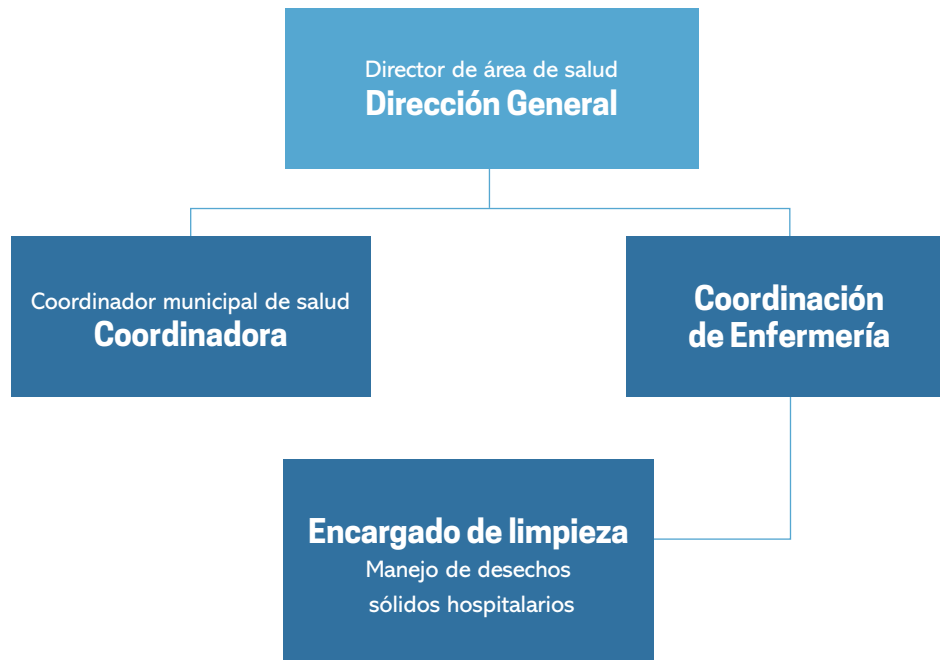 Director de área de salud
Dirección General
Coordinador municipal de salud
Coordinadora
Coordinación
de Enfermería
Encargado de limpieza
Manejo de desechos
sólidos hospitalarios